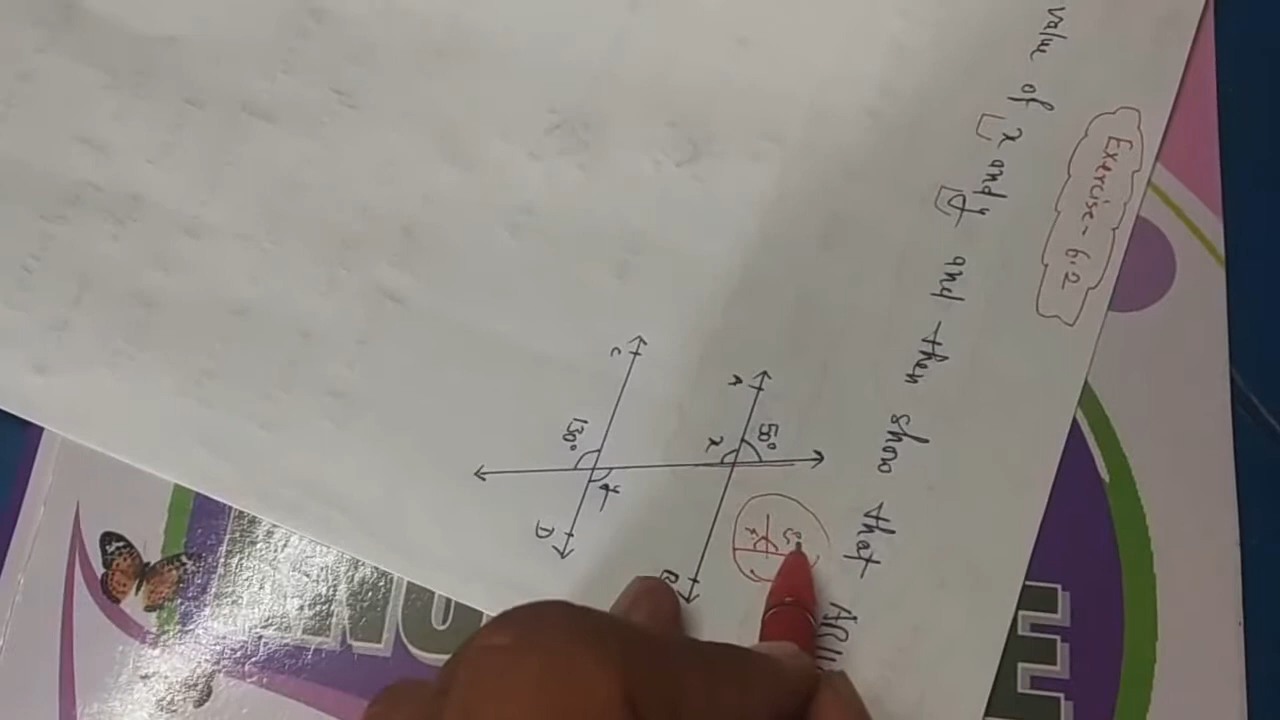 Exercise - 6.2
value of x and y and then show that AB||
A
50°
x
B
C
130°
y
D